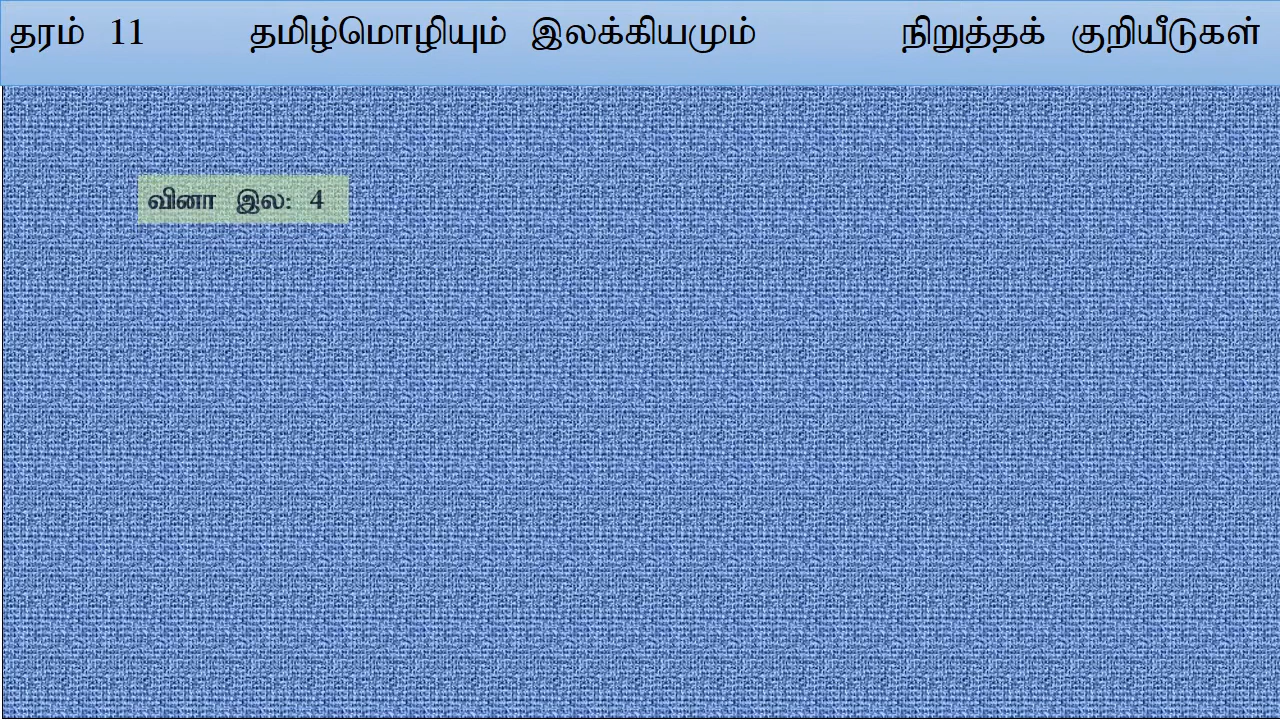 தரம் 11 தமிழ்மொழியும் இலக்கியமும் நிறுத்தக் குறியீடுகள்
வினா இல: 4